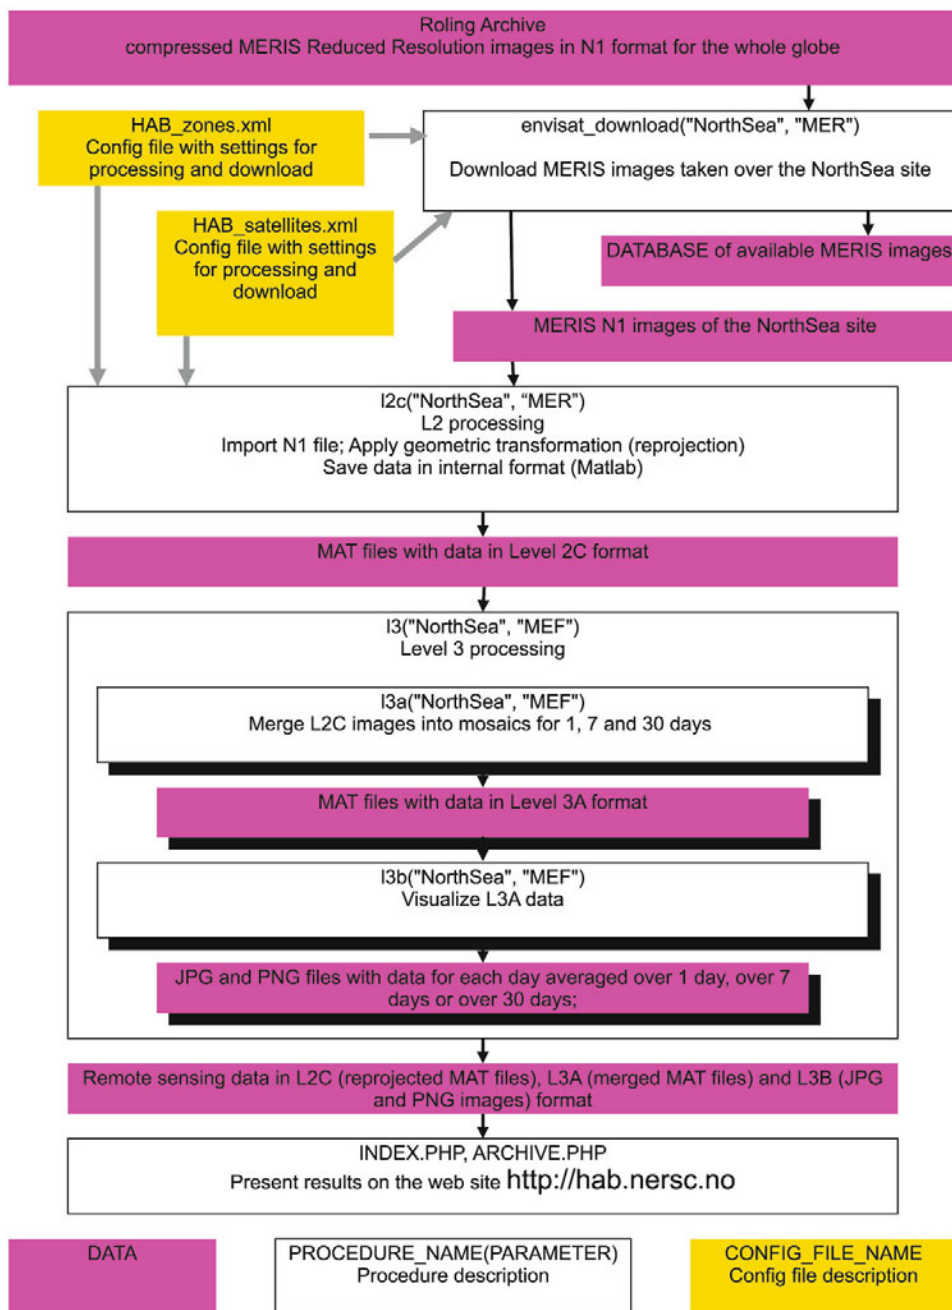 Roling Archive
compressed MERIS Reduced Resolution images in N1 format for the whole globe
HAB_zones.xml
Config file with settings for
processing and download
envisat_download("NorthSea", "MER")
Download MERIS images taken over the NorthSea site
HAB_satellites.xml
Config file with settings
for processing and
download
DATABASE of available MERIS images
MERIS N1 images of the NorthSea site
l2c("NorthSea", “MER”)
L2 processing
Import N1 file; Apply geometric transformation (reprojection)
Save data in internal format (Matlab)
MAT files with data in Level 2C format
l3("NorthSea", "MEF")
Level 3 processing
l3a("NorthSea", "MEF")
Merge L2C images into mosaics for 1, 7 and 30 days
MAT files with data in Level 3A format
l3b("NorthSea", "MEF")
Visualize L3A data
JPG and PNG files with data for each day averaged over 1 day, over 7
days or over 30 days;
Remote sensing data in L2C (reprojected MAT files), L3A (merged MAT files) and L3B (JPG
and PNG images) format
INDEX.PHP, ARCHIVE.PHP
Present results on the web site http://hab.nersc.no
DATA
PROCEDURE_NAME(PARAMETER)
Procedure description
CONFIG_FILE_NAME
Config file description